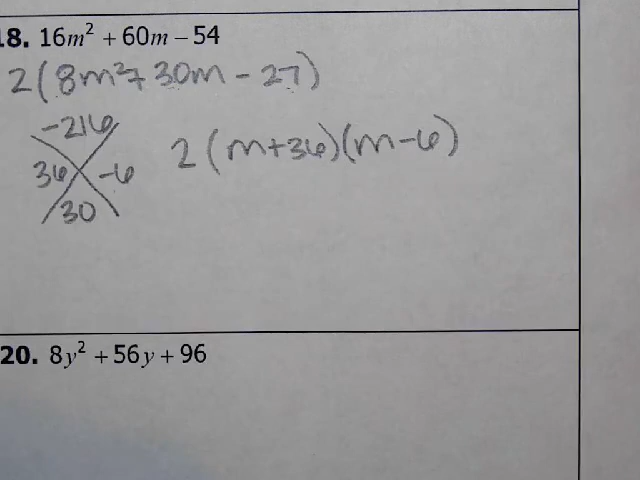 18. 16m² + 60m – 54
2(8m² + 30m - 27)
-216
36 -6
30
2(m+36)(m-6)
20. 8y² + 56y + 96